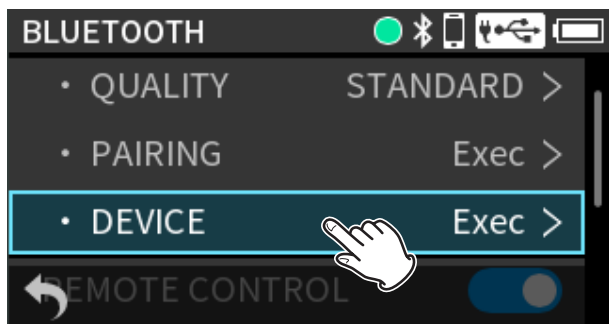 BLUETOOTH
・ QUALITY STANDARD >
・ PAIRING Exec >
・ DEVICE Exec >
REMOTE CONTROL